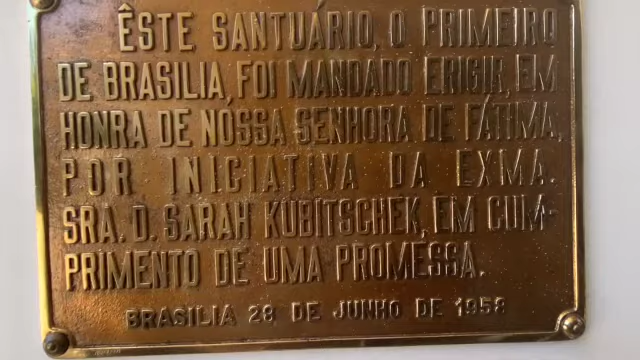 ÊSTE SANTUÁRIO, O PRIMEIRO
DE BRASILIA, FOI MANDADO ERIGIR, EM
HONRA DE NOSSA SENHORA DE FÁTIMA,
POR INICIATIVA DA EXMA.
SRA. D. SARAH KUBITSCHEK, EM CUM-
PRIMENTO DE UMA PROMESSA.
BRASILIA 28 DE JUNHO DE 1958